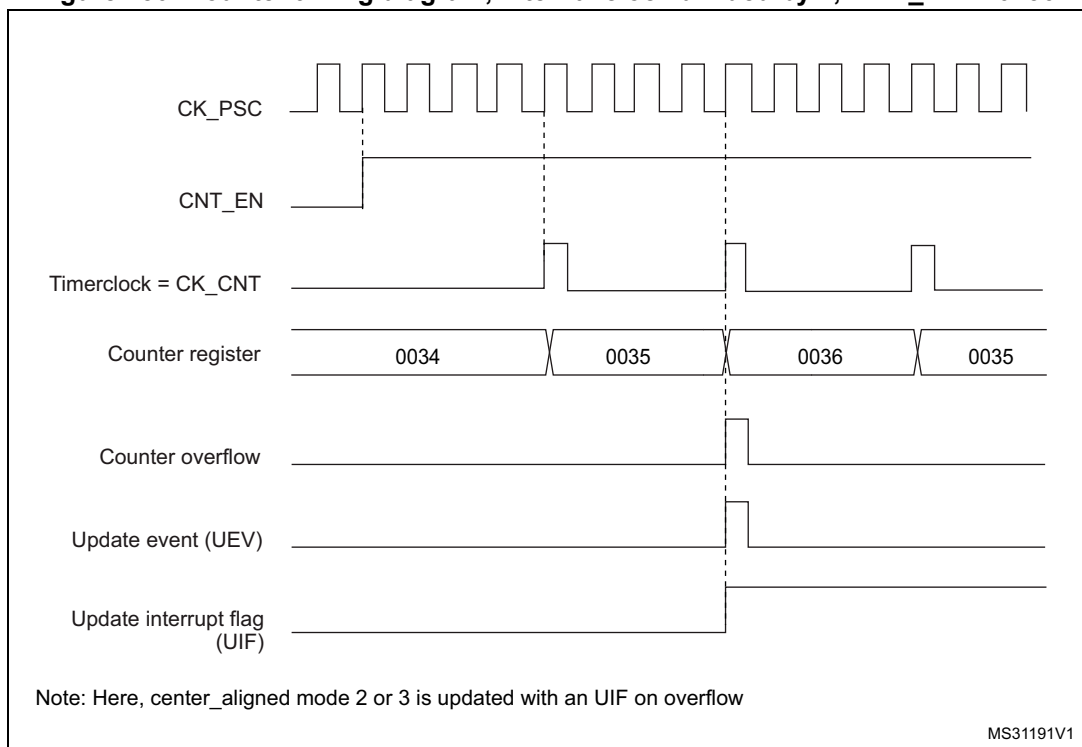 CK_PSC
CNT_EN
Timerclock = CK_CNT
Counter register
0034
0035
0036
0035
Counter overflow
Update event (UEV)
Update interrupt flag
(UIF)
Note: Here, center_aligned mode 2 or 3 is updated with an UIF on overflow
MS31191V1